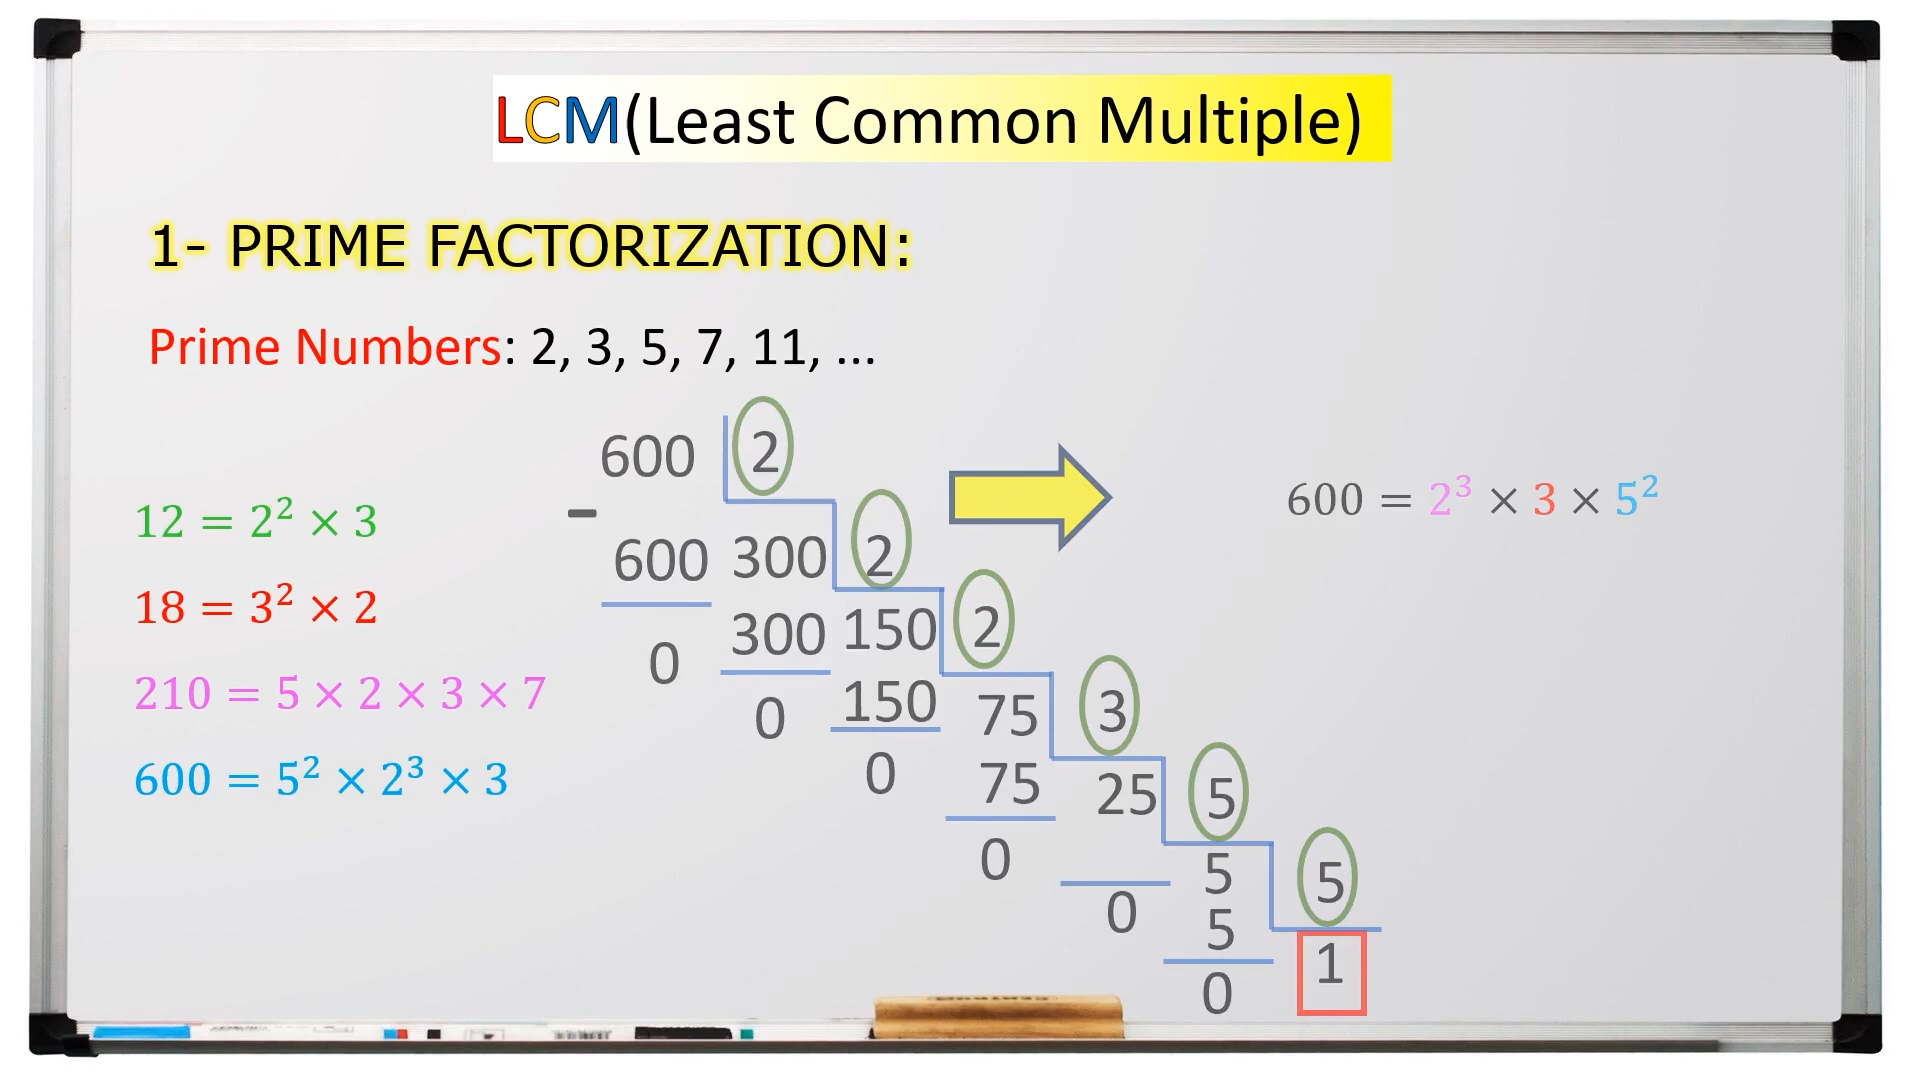 LCM(Least Common Multiple)
1- PRIME FACTORIZATION:
Prime Numbers: 2, 3, 5, 7, 11, ...
12 = 2² × 3
18 = 3² × 2
210 = 5 × 2 × 3 × 7
600 = 5² × 2³ × 3
600 2
-
600 300 2
0 300 150 2
0 150 75 3
0 75 25 5
0 5 5
0 5 1
0
600 = 2³ × 3 × 5²